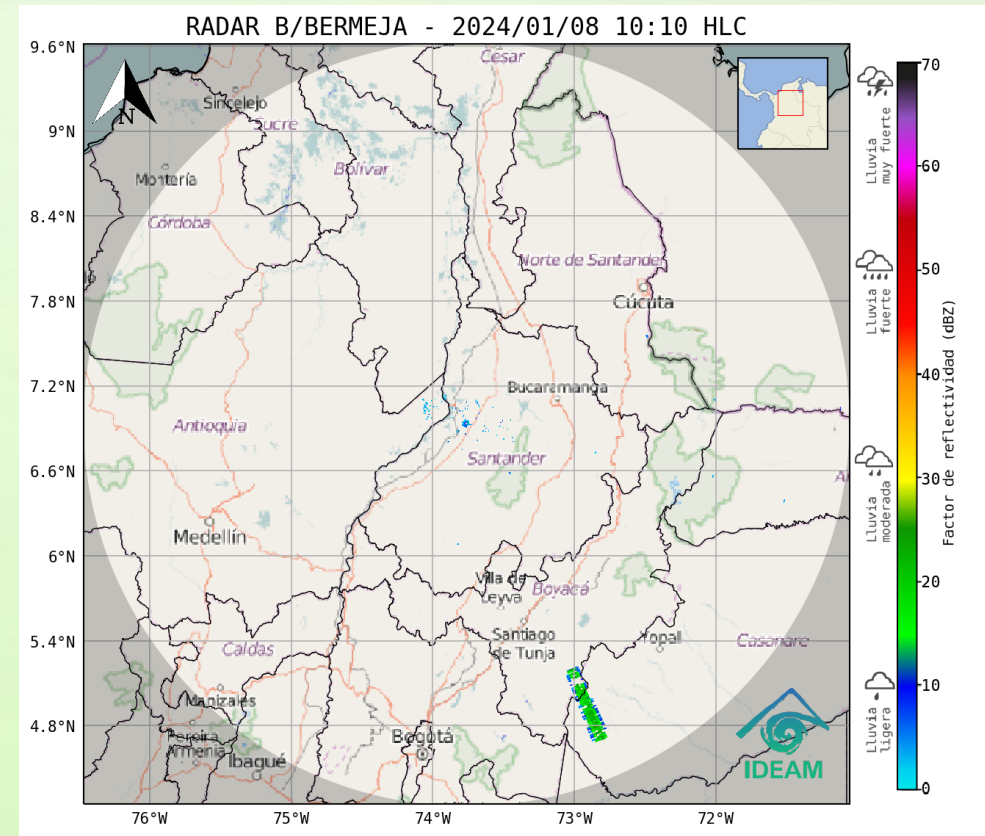 RADAR B/BERMEJA - 2024/01/08 10:10 HLC
9.6°N
9°N
8.4°N
7.8°N
7.2°N
6.6°N
6°N
5.4°N
4.8°N
76°W
75°W
74°W
73°W
72°W
N
Cesar
Sincelejo
Sucre
Bolívar
Montería
Córdoba
Norte de Santander
Cúcuta
Bucaramanga
Antioquia
Santander
Medellín
Villa de
Leyva
Boyacá
Santiago
de Tunja
Yopal
Casanare
Caldas
Manizales
Pereira
Armenia
Ibagué
Bogotá
IDEAM
70
60
50
40
30
20
10
0
Lluvia
muy fuerte
Lluvia
fuerte
Lluvia
moderada
Lluvia
ligera
Factor de reflectividad (dBZ)